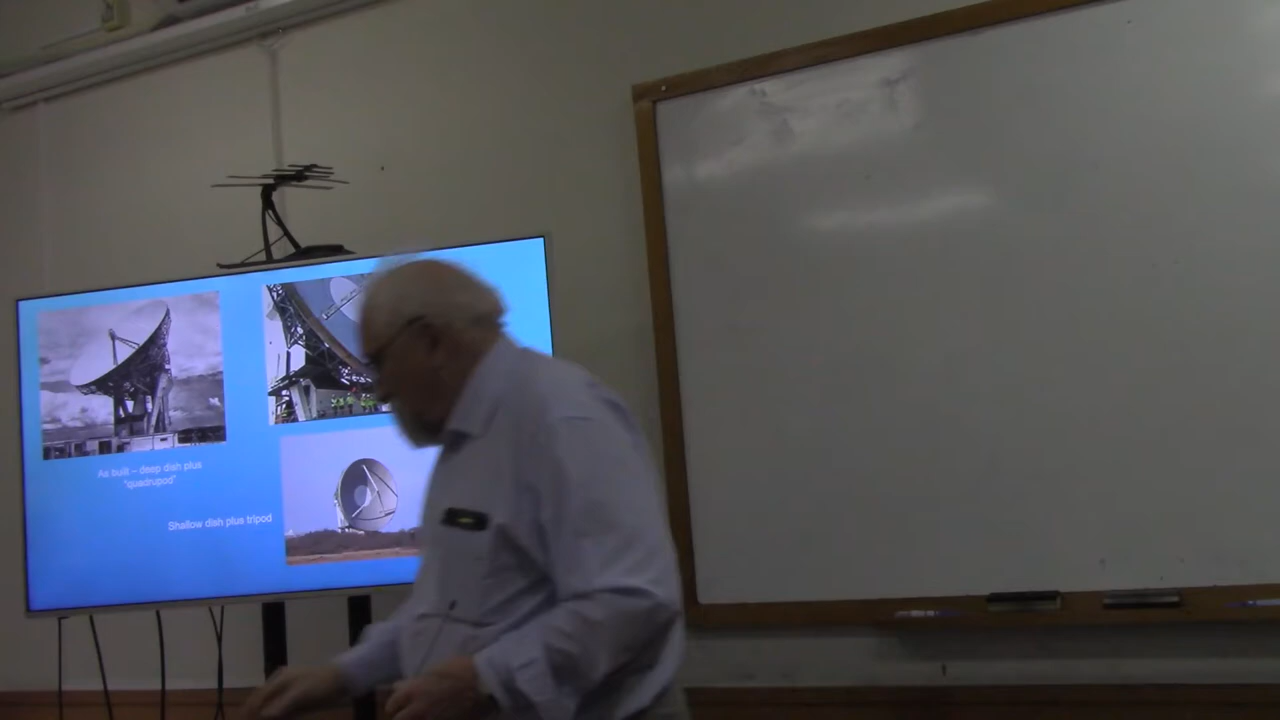 As built – deep dish plus
"quadrupod"
Shallow dish plus tripod